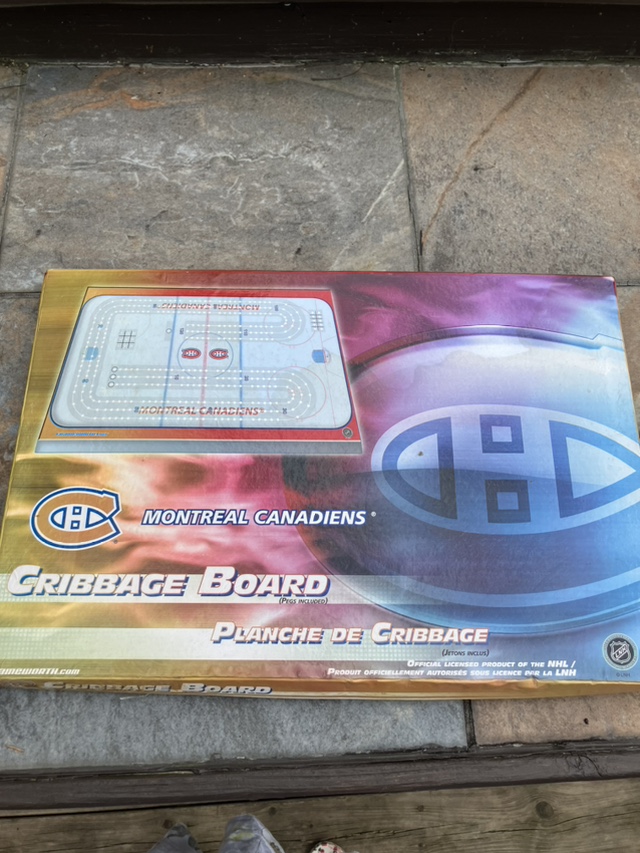 MONTREAL CANADIENS
MONTREAL CANADIENS®
MONTREAL CANADIENS®
CRIBBAGE BOARD
(PEGS INCLUDED)
PLANCHE DE CRIBBAGE
(JETONS INCLUS)
OFFICIAL LICENSED PRODUCT OF THE NHL /
PRODUIT OFFICIELLEMENT AUTORISÉS SOUS LICENCE PAR LA LNH
CRIBBAGE BOARD